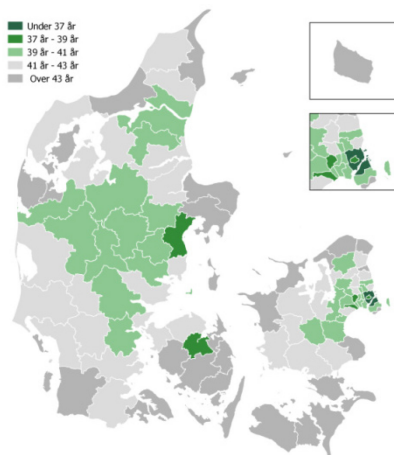 Under 37 år
37 år - 39 år
39 år - 41 år
41 år - 43 år
Over 43 år